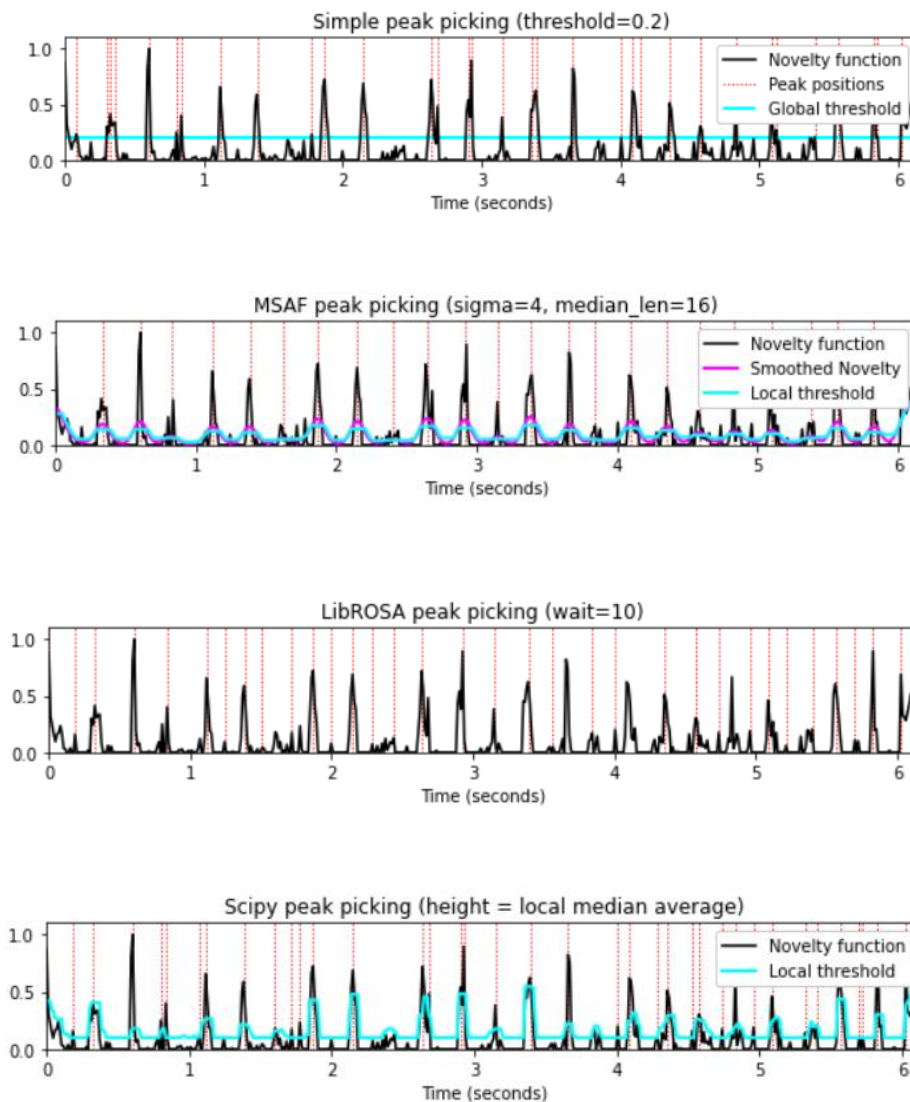 Simple peak picking (threshold=0.2)
1.0
0.5
0.0
Novelty function
Peak positions
Global threshold
0 1 2 3 4 5 6
Time (seconds)
MSAF peak picking (sigma=4, median_len=16)
1.0
0.5
0.0
Novelty function
Smoothed Novelty
Local threshold
0 1 2 3 4 5 6
Time (seconds)
LibROSA peak picking (wait=10)
1.0
0.5
0.0
0 1 2 3 4 5 6
Time (seconds)
Scipy peak picking (height = local median average)
1.0
0.5
0.0
Novelty function
Local threshold
0 1 2 3 4 5 6
Time (seconds)